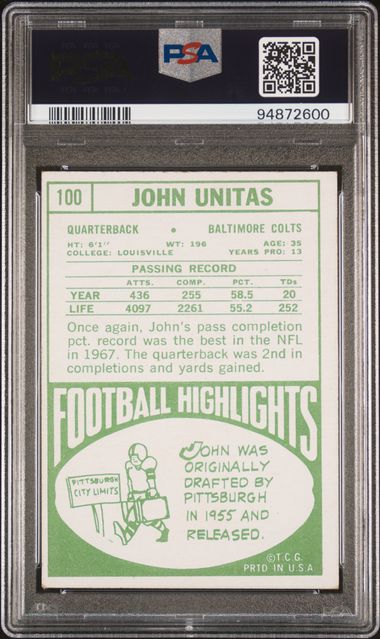 PSA
94872600
100 JOHN UNITAS
QUARTERBACK • BALTIMORE COLTS
HT: 6'1" WT: 196 AGE: 35
COLLEGE: LOUISVILLE YEARS PRO: 13
PASSING RECORD
ATTS. COMP. PCT. TDs
YEAR 436 255 58.5 20
LIFE 4097 2261 55.2 252
Once again, John's pass completion
pct. record was the best in the NFL
in 1967. The quarterback was 2nd in
completions and yards gained.
FOOTBALL HIGHLIGHTS
PITTSBURGH
CITY LIMITS
JOHN WAS
ORIGINALLY
DRAFTED BY
PITTSBURGH
IN 1955 AND
RELEASED.
©T.C.G.
PRTD IN U.S.A